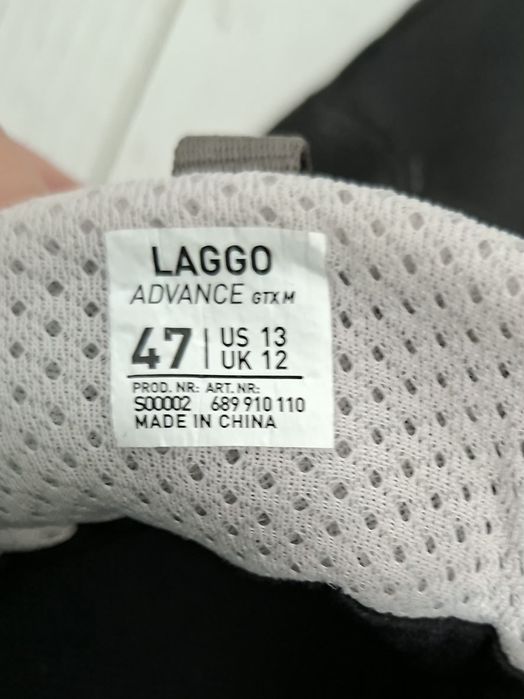 LAGGO
ADVANCE GTX M
47 | US 13
UK 12
PROD. NR: ART. NR:
S00002 689 910 110
MADE IN CHINA